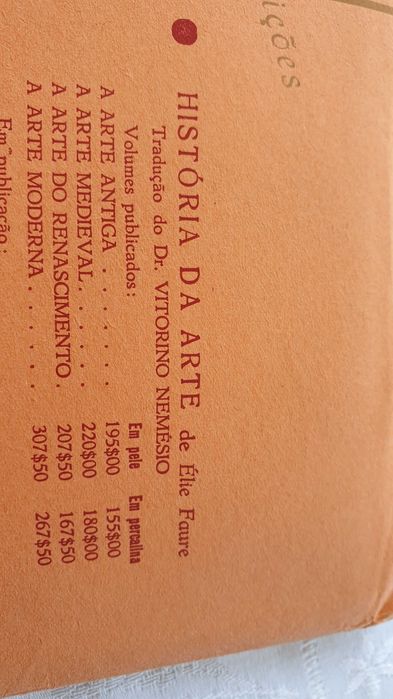 ições
HISTÓRIA DA ARTE de Élie Faure
Tradução do Dr. VITORINO NEMÉSIO
Volumes publicados: Em pele Em percalina
A ARTE ANTIGA . . . . . . 195$00 155$00
A ARTE MEDIEVAL. . . . . 220$00 180$00
A ARTE DO RENASCIMENTO. 207$50 167$50
A ARTE MODERNA. . . . . . . 307$50 267$50
Em publicação: